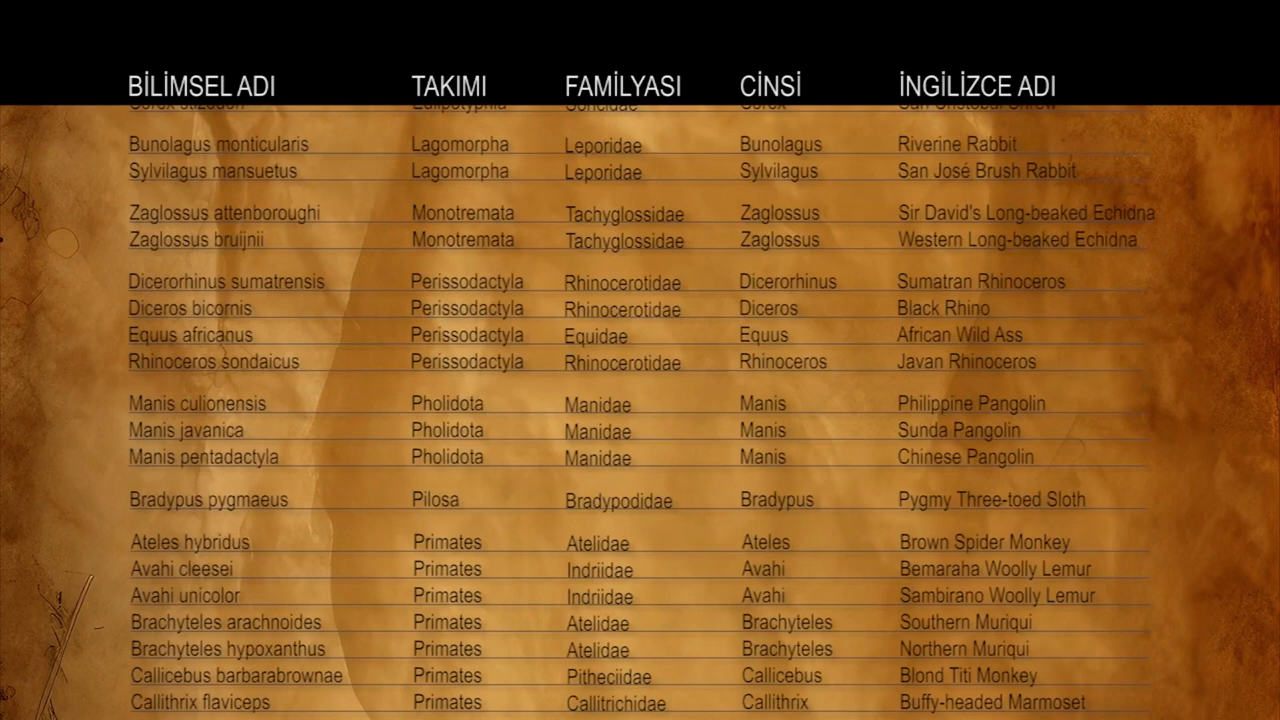 BİLİMSEL ADI TAKIMI FAMİLYASI CİNSİ İNGİLİZCE ADI
Bunolagus monticularis Lagomorpha Leporidae Bunolagus Riverine Rabbit
Sylvilagus mansuetus Lagomorpha Leporidae Sylvilagus San José Brush Rabbit
Zaglossus attenboroughi Monotremata Tachyglossidae Zaglossus Sir David's Long-beaked Echidna
Zaglossus bruijnii Monotremata Tachyglossidae Zaglossus Western Long-beaked Echidna
Dicerorhinus sumatrensis Perissodactyla Rhinocerotidae Dicerorhinus Sumatran Rhinoceros
Diceros bicornis Perissodactyla Rhinocerotidae Diceros Black Rhino
Equus africanus Perissodactyla Equidae Equus African Wild Ass
Rhinoceros sondaicus Perissodactyla Rhinocerotidae Rhinoceros Javan Rhinoceros
Manis culionensis Pholidota Manidae Manis Philippine Pangolin
Manis javanica Pholidota Manidae Manis Sunda Pangolin
Manis pentadactyla Pholidota Manidae Manis Chinese Pangolin
Bradypus pygmaeus Pilosa Bradypodidae Bradypus Pygmy Three-toed Sloth
Ateles hybridus Primates Atelidae Ateles Brown Spider Monkey
Avahi cleesei Primates Indriidae Avahi Bemaraha Woolly Lemur
Avahi unicolor Primates Indriidae Avahi Sambirano Woolly Lemur
Brachyteles arachnoides Primates Atelidae Brachyteles Southern Muriqui
Brachyteles hypoxanthus Primates Atelidae Brachyteles Northern Muriqui
Callicebus barbarabrownae Primates Pitheciidae Callicebus Blond Titi Monkey
Callithrix flaviceps Primates Callitrichidae Callithrix Buffy-headed Marmoset